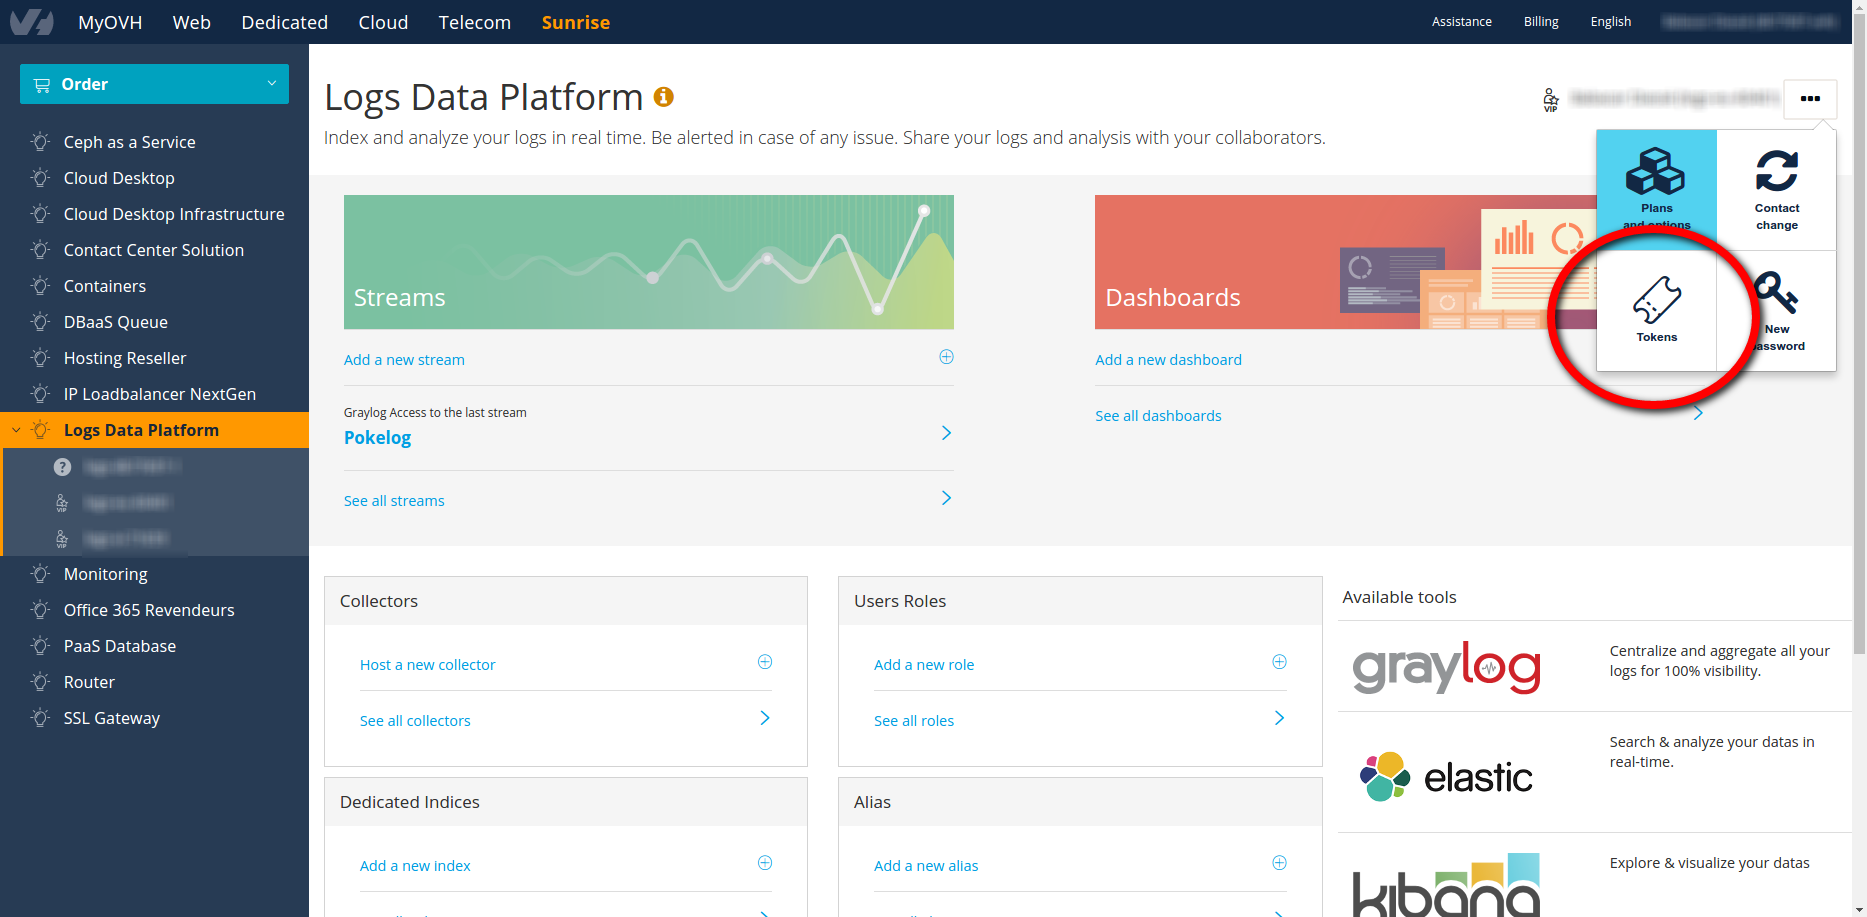 MyOVH Web Dedicated Cloud Telecom Sunrise Assistance Billing English
Order
Ceph as a Service
Cloud Desktop
Cloud Desktop Infrastructure
Contact Center Solution
Containers
DBaaS Queue
Hosting Reseller
IP Loadbalancer NextGen
Logs Data Platform
?
VIP
VIP
Monitoring
Office 365 Revendeurs
PaaS Database
Router
SSL Gateway
Logs Data Platform
VIP
Index and analyze your logs in real time. Be alerted in case of any issue. Share your logs and analysis with your collaborators.
Plans
and options
Contact
change
Tokens
New
password
Streams
Add a new stream
Graylog Access to the last stream
Pokelog
See all streams
Dashboards
Add a new dashboard
See all dashboards
Collectors
Host a new collector
See all collectors
Users Roles
Add a new role
See all roles
Dedicated Indices
Add a new index
Alias
Add a new alias
Available tools
graylog
Centralize and aggregate all your
logs for 100% visibility.
elastic
Search & analyze your datas in
real-time.
kibana
Explore & visualize your datas